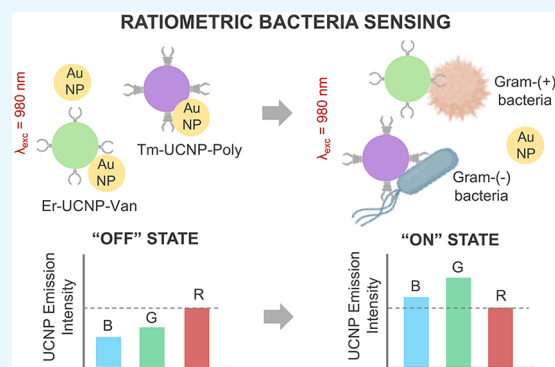 RATIOMETRIC BACTERIA SENSING
λexc = 980 nm
Au
NP
Au
NP
Tm-UCNP-Poly
Au
NP
Er-UCNP-Van
λexc = 980 nm
Gram-(+)
bacteria
Au
NP
Gram-(-)
bacteria
“OFF” STATE
UCNP Emission
Intensity
B
G
R
“ON” STATE
UCNP Emission
Intensity
B
G
R